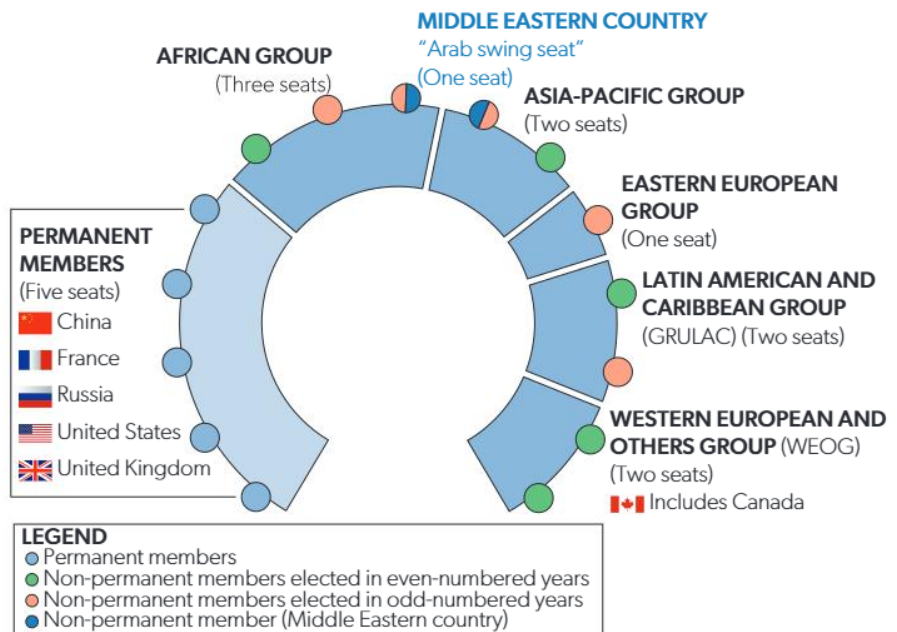 MIDDLE EASTERN COUNTRY
“Arab swing seat”
(One seat)
AFRICAN GROUP
(Three seats)
ASIA-PACIFIC GROUP
(Two seats)
EASTERN EUROPEAN
GROUP
(One seat)
PERMANENT
MEMBERS
(Five seats)
China
France
Russia
United States
United Kingdom
LATIN AMERICAN AND
CARIBBEAN GROUP
(GRULAC) (Two seats)
WESTERN EUROPEAN AND
OTHERS GROUP (WEOG)
(Two seats)
Includes Canada
LEGEND
Permanent members
Non-permanent members elected in even-numbered years
Non-permanent members elected in odd-numbered years
Non-permanent member (Middle Eastern country)